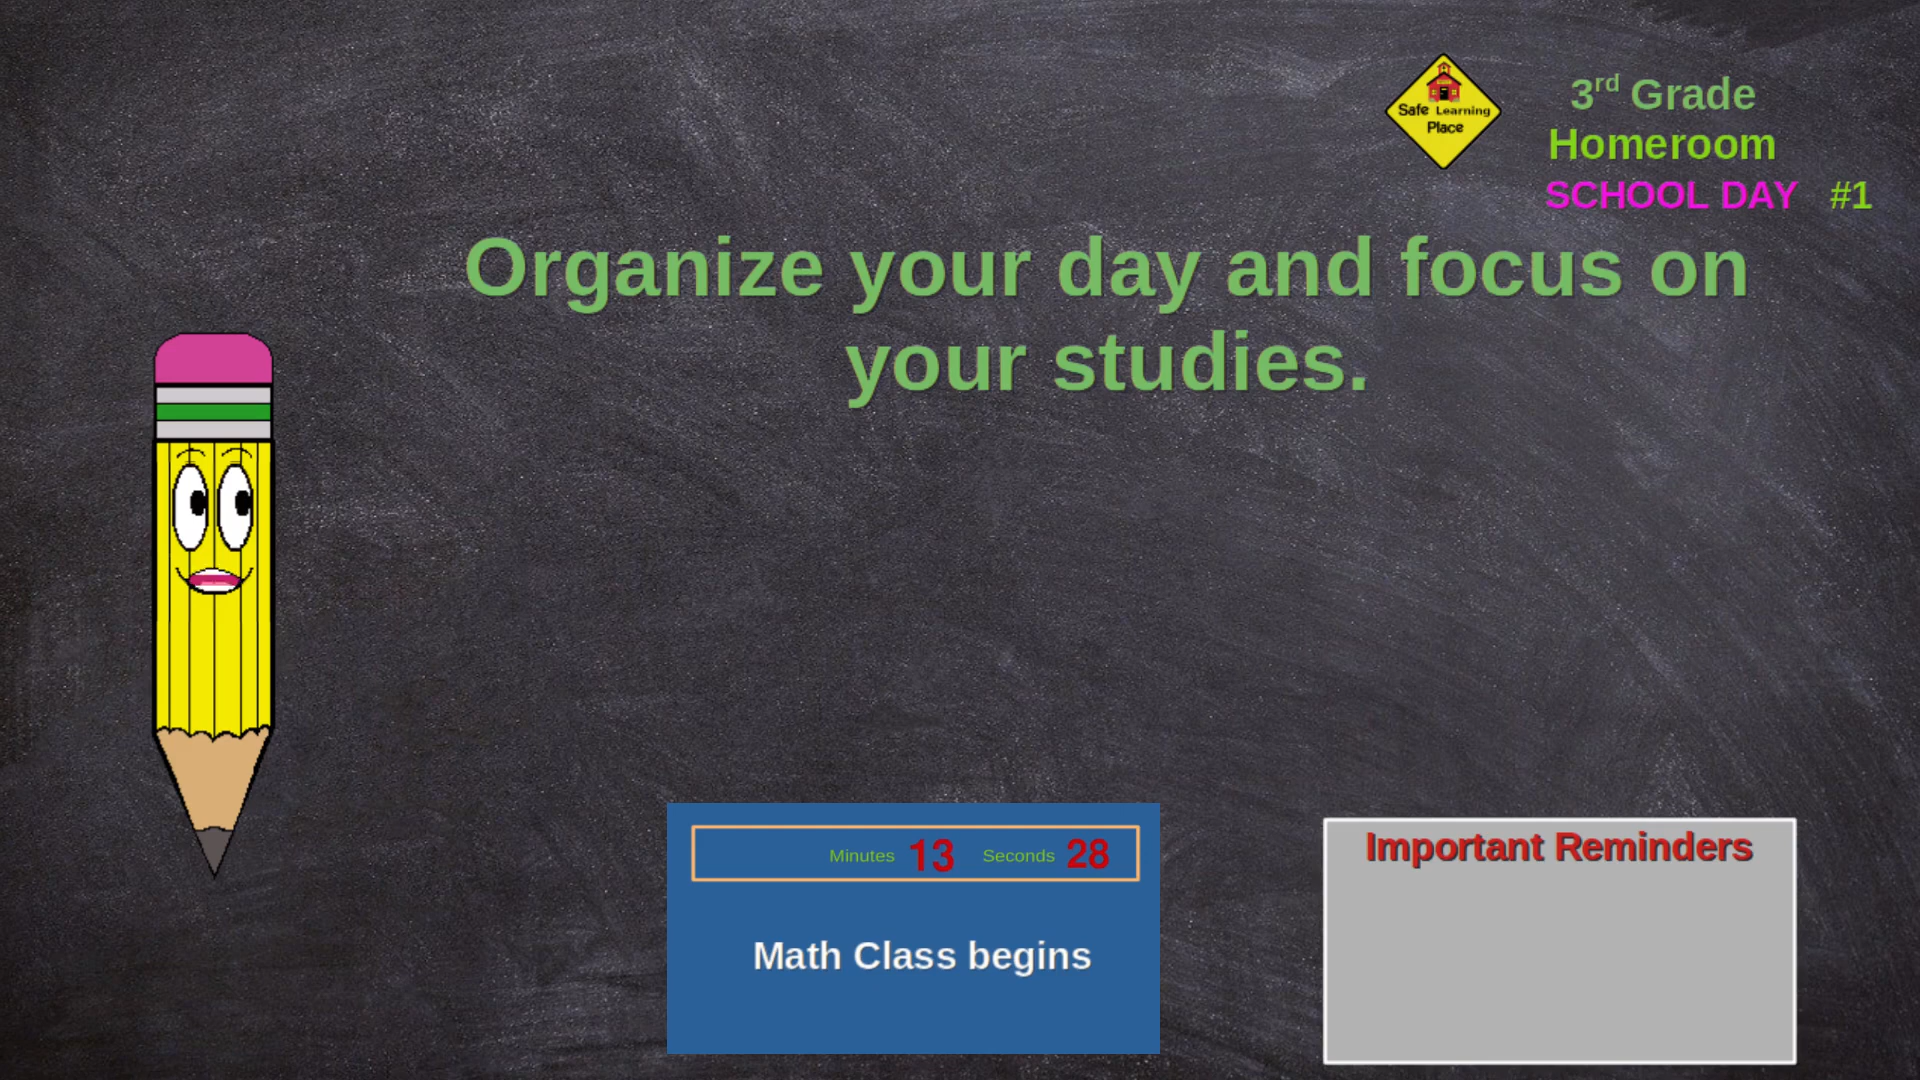 Safe Learning
Place
3rd Grade
Homeroom
SCHOOL DAY #1
Organize your day and focus on
your studies.
Minutes 13 Seconds 28
Math Class begins
Important Reminders